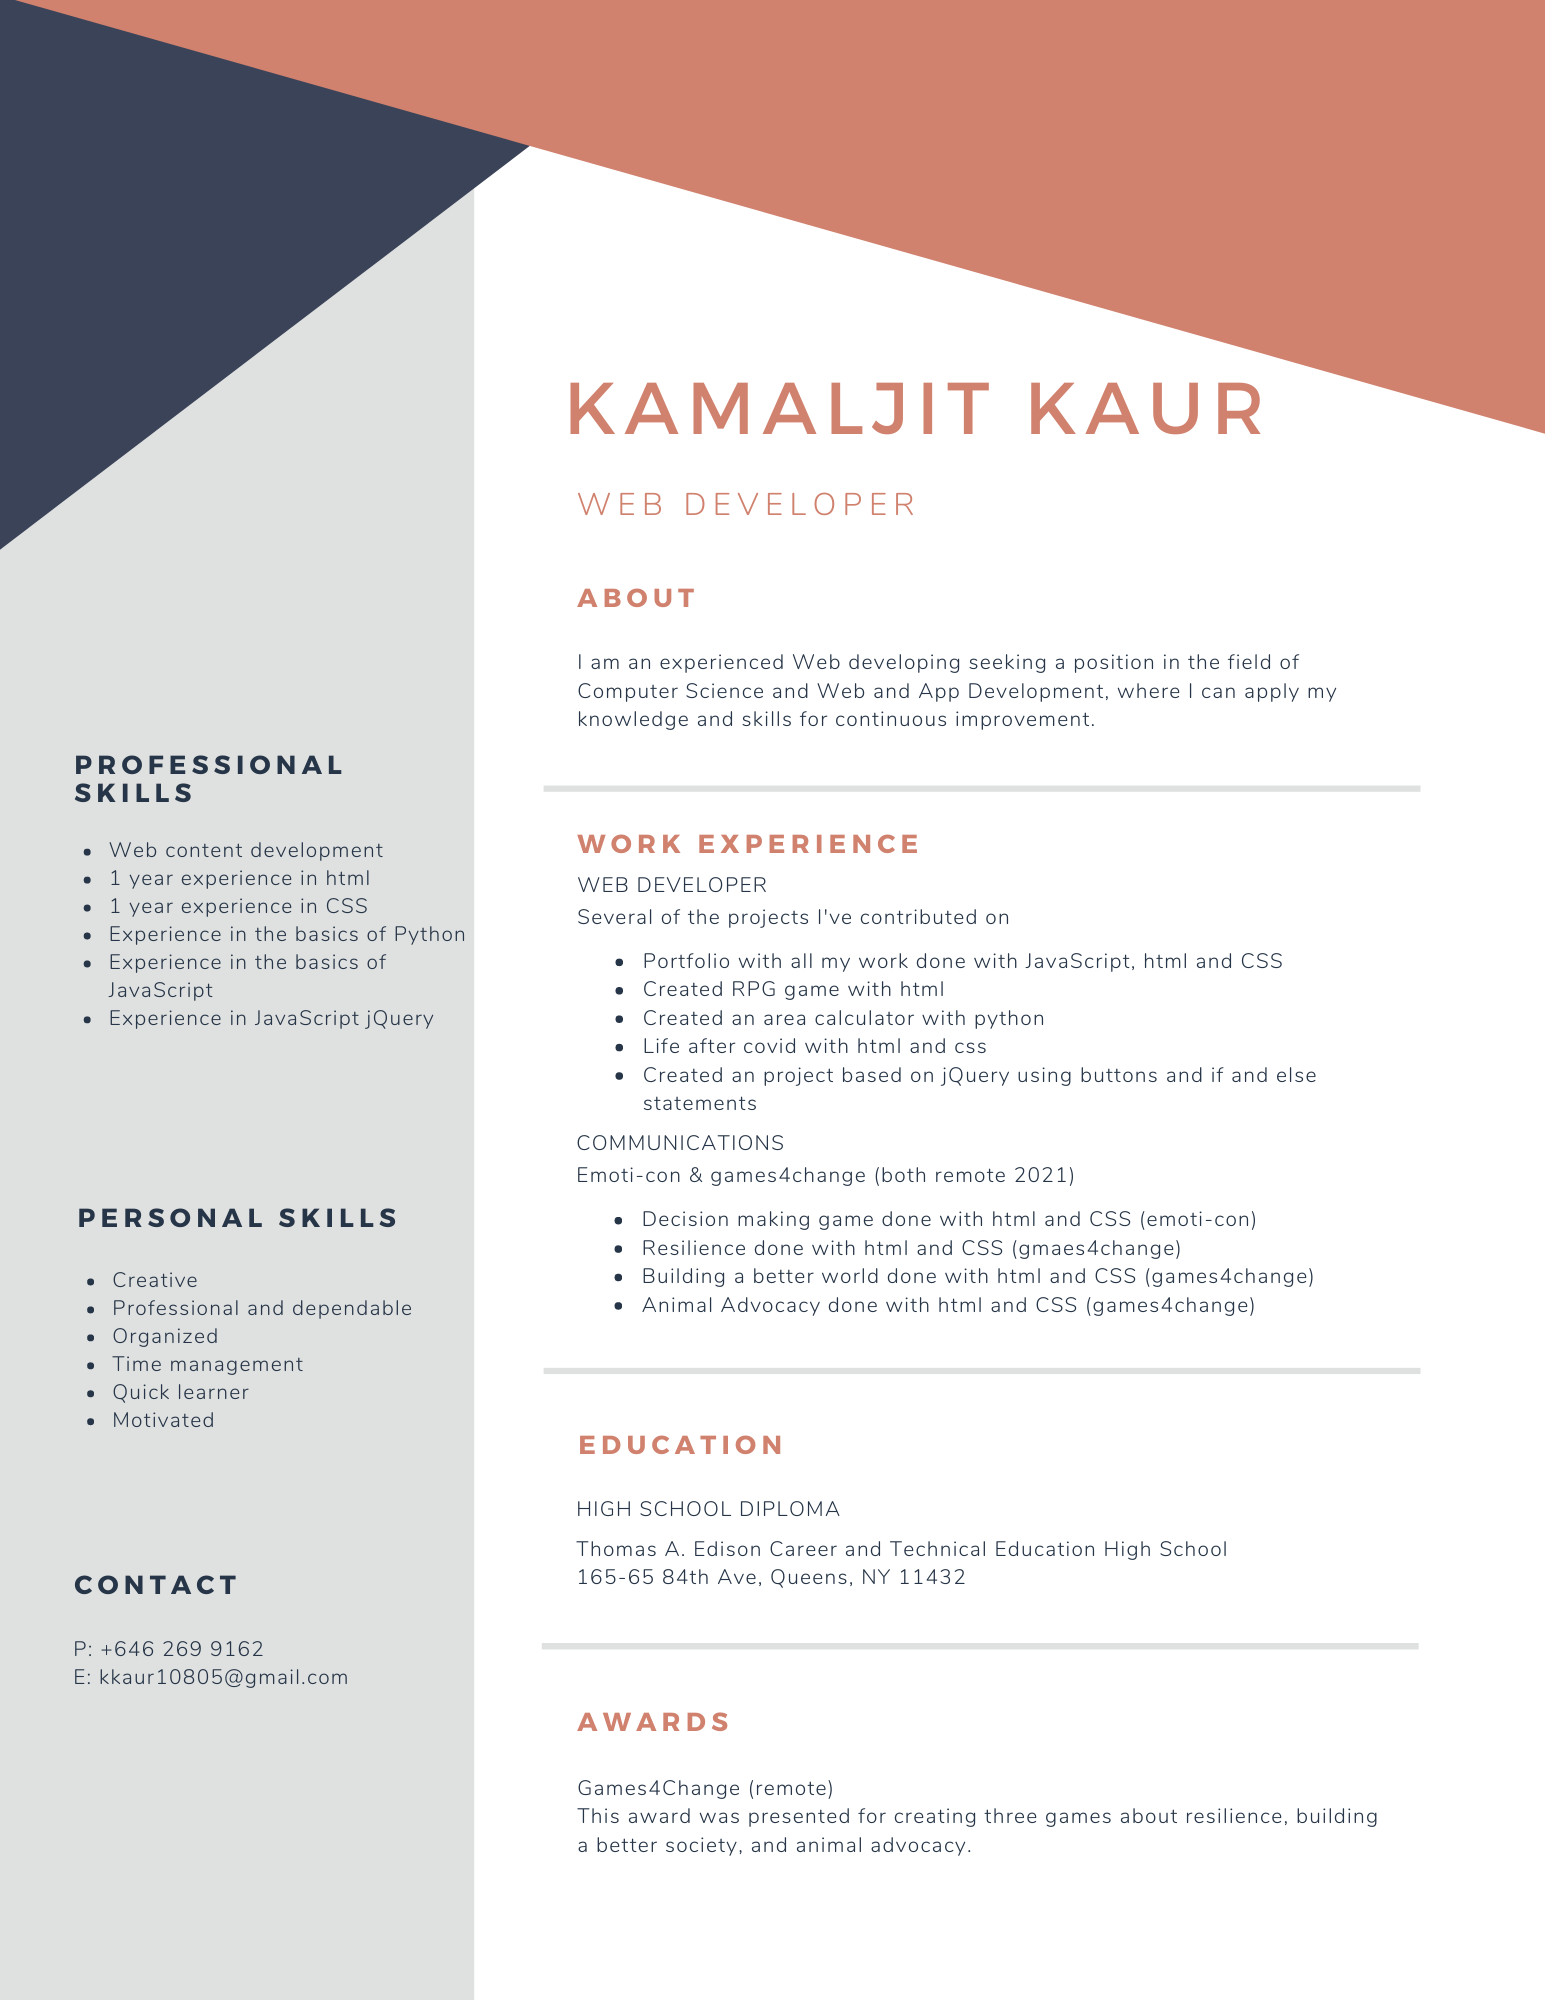 KAMALJIT KAUR
WEB DEVELOPER
ABOUT
I am an experienced Web developing seeking a position in the field of
Computer Science and Web and App Development, where I can apply my
knowledge and skills for continuous improvement.
WORK EXPERIENCE
WEB DEVELOPER
Several of the projects I've contributed on
• Portfolio with all my work done with JavaScript, html and CSS
• Created RPG game with html
• Created an area calculator with python
• Life after covid with html and css
• Created an project based on jQuery using buttons and if and else
statements
COMMUNICATIONS
Emoti-con & games4change (both remote 2021)
• Decision making game done with html and CSS (emoti-con)
• Resilience done with html and CSS (gmaes4change)
• Building a better world done with html and CSS (games4change)
• Animal Advocacy done with html and CSS (games4change)
EDUCATION
HIGH SCHOOL DIPLOMA
Thomas A. Edison Career and Technical Education High School
165-65 84th Ave, Queens, NY 11432
AWARDS
Games4Change (remote)
This award was presented for creating three games about resilience, building
a better society, and animal advocacy.
PROFESSIONAL
SKILLS
• Web content development
• 1 year experience in html
• 1 year experience in CSS
• Experience in the basics of Python
• Experience in the basics of
JavaScript
• Experience in JavaScript jQuery
PERSONAL SKILLS
• Creative
• Professional and dependable
• Organized
• Time management
• Quick learner
• Motivated
CONTACT
P: +646 269 9162
E: kkaur10805@gmail.com